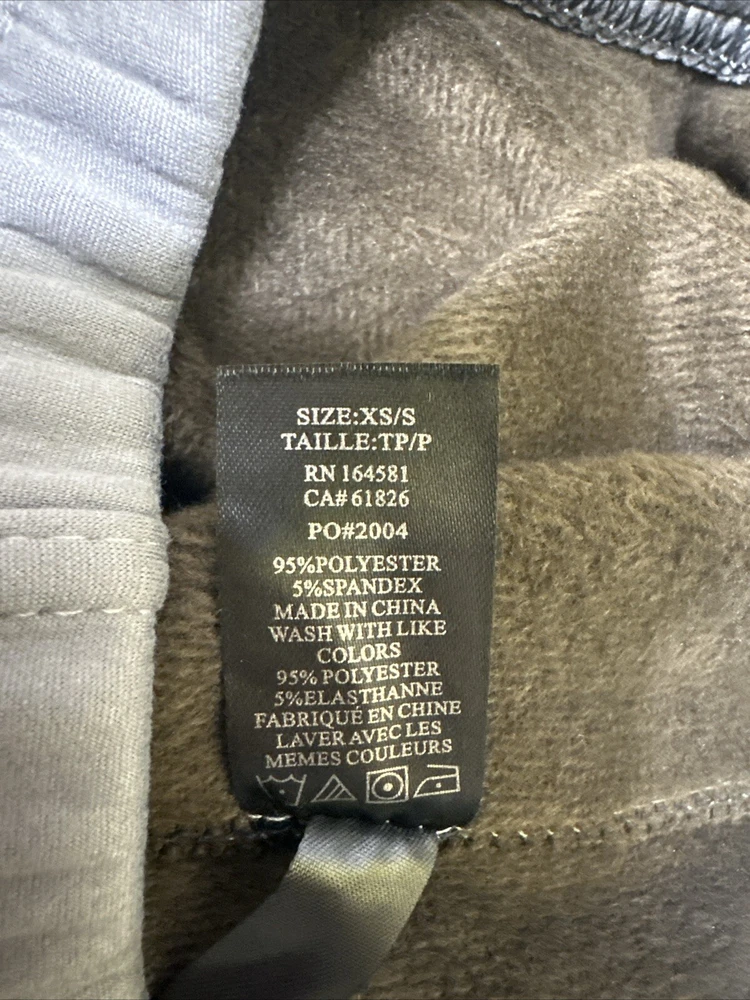 SIZE:XS/S
TAILLE:TP/P
RN 164581
CA# 61826
PO#2004
95%POLYESTER
5%SPANDEX
MADE IN CHINA
WASH WITH LIKE
COLORS
95% POLYESTER
5%ELASTHANNE
FABRIQUÉ EN CHINE
LAVER AVEC LES
MEMES COULEURS